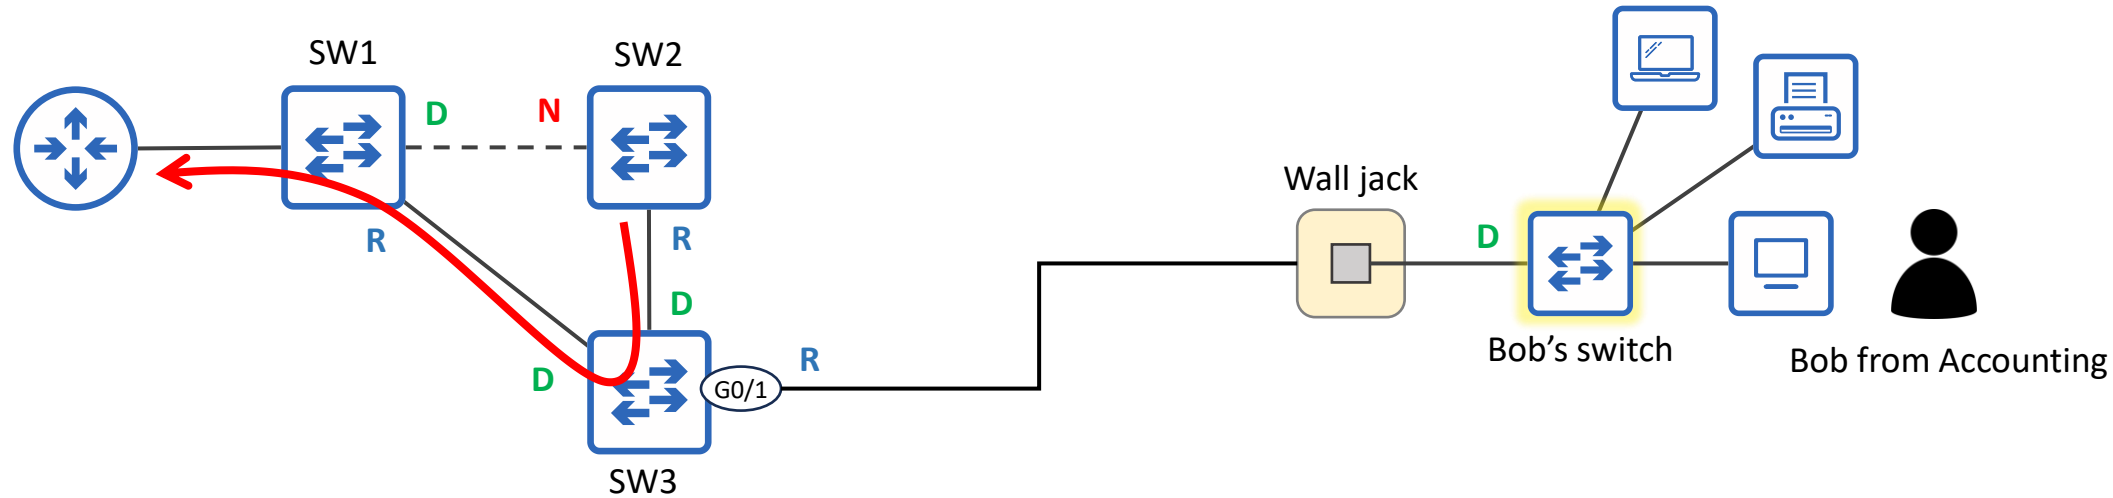 SW1
SW2
D
N
R
R
D
D
SW3
G0/1
R
Wall jack
D
Bob's switch
Bob from Accounting